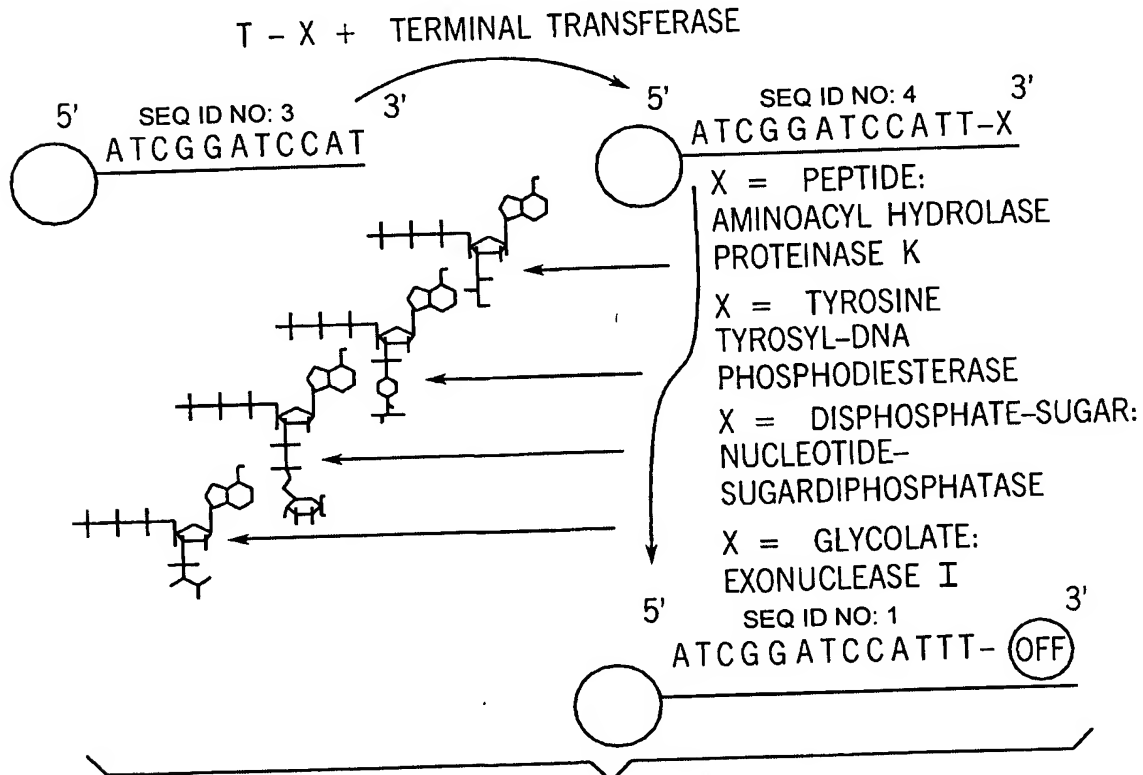 T – X + TERMINAL TRANSFERASE
5' SEQ ID NO: 3 3'
ATCGGATCCAT
5' SEQ ID NO: 4 3'
ATCGGATCCATT–X
X = PEPTIDE:
AMINOACYL HYDROLASE
PROTEINASE K
X = TYROSINE
TYROSYL–DNA
PHOSPHODIESTERASE
X = DISPHOSPHATE–SUGAR:
NUCLEOTIDE–
SUGARDIPHOSPHATASE
X = GLYCOLATE:
EXONUCLEASE I
5' SEQ ID NO: 1 3'
ATCGGATCCATTT– OFF